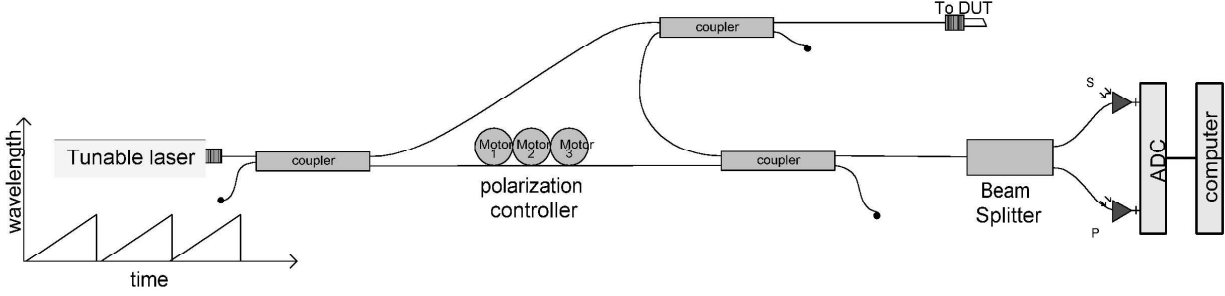 To DUT
coupler
S
wavelength
Tunable laser
coupler
Motor 1
Motor 2
Motor 3
polarization
controller
coupler
Beam
Splitter
P
ADC
computer
time